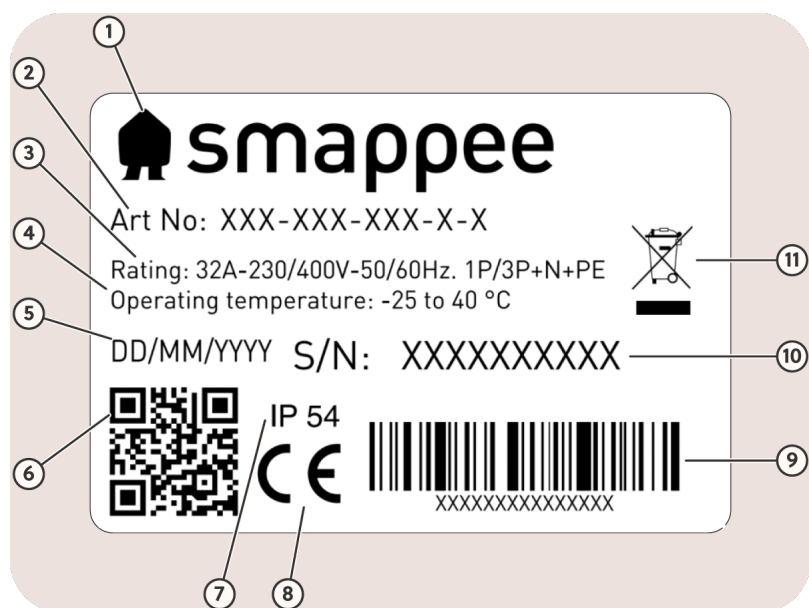 1
2
3
4
5
6
7
8
9
10
11
smappee
Art No: XXX-XXX-XXX-X-X
Rating: 32A-230/400V-50/60Hz. 1P/3P+N+PE
Operating temperature: -25 to 40 °C
DD/MM/YYYY S/N: XXXXXXXXXX
IP 54
CE
XXXXXXXXXXXXXXX